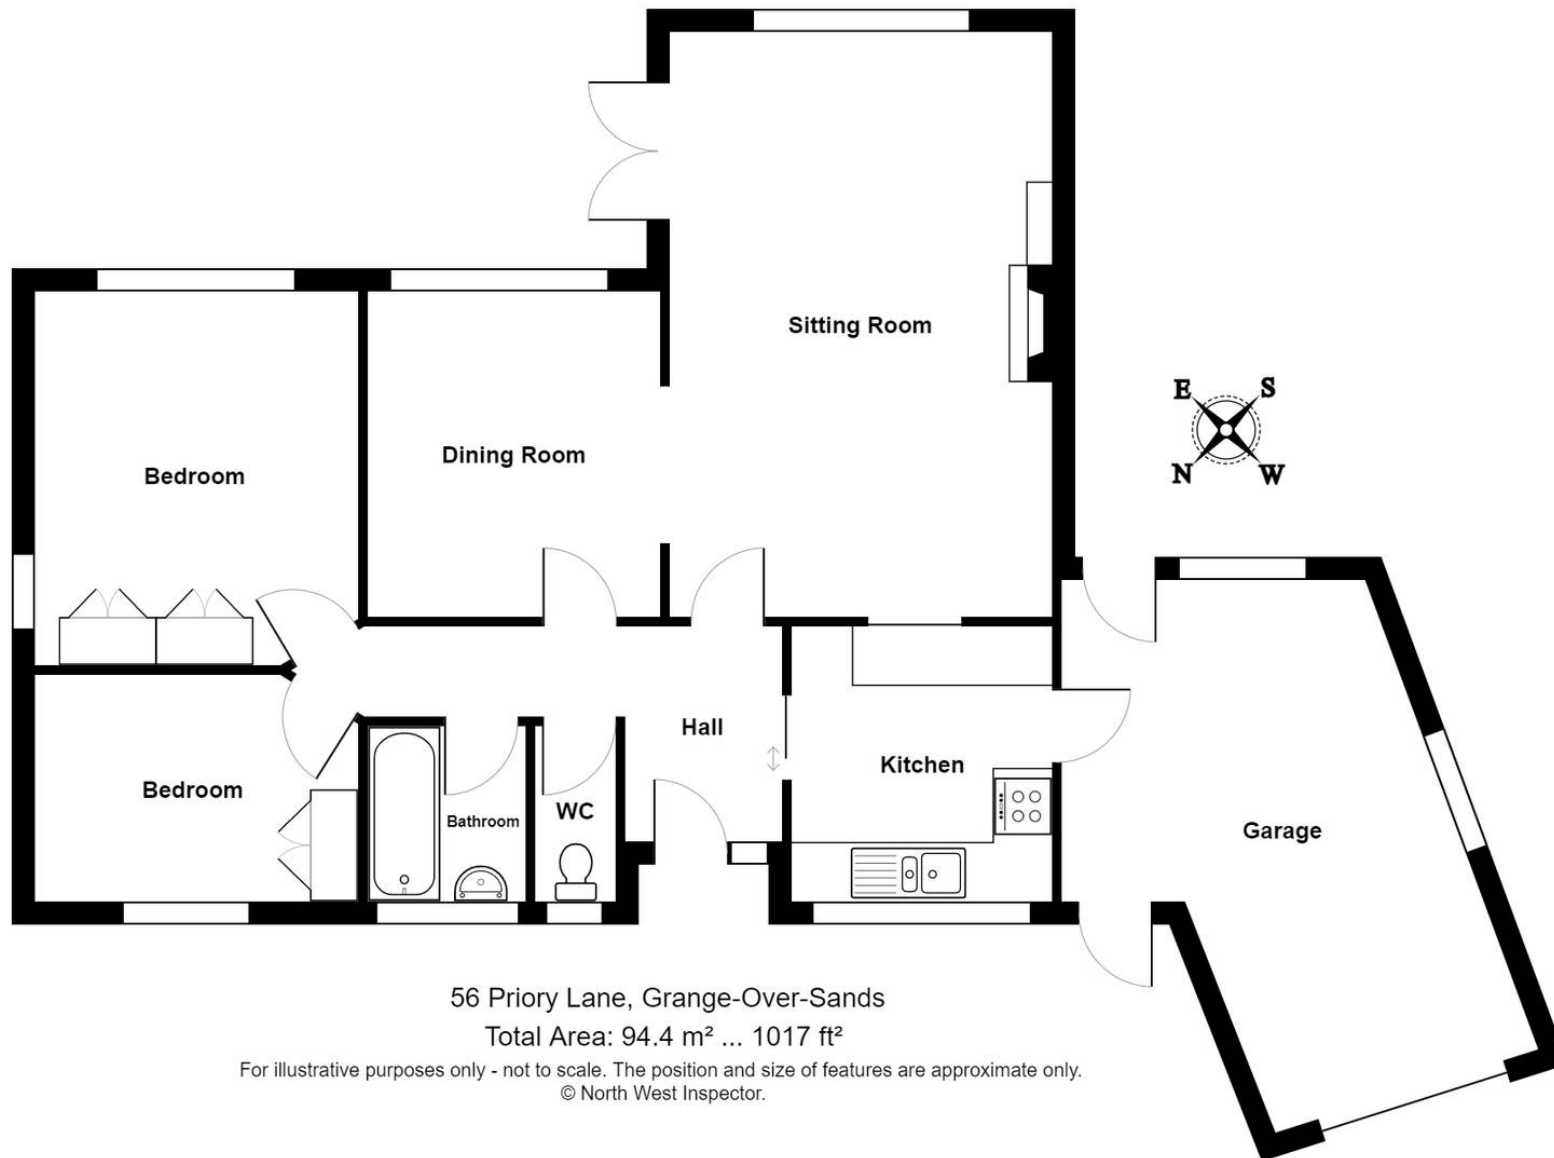 Sitting Room
E S
N W
Dining Room
Bedroom
Hall
Kitchen
Bedroom
WC
Bathroom
Garage
56 Priory Lane, Grange-Over-Sands
Total Area: 94.4 m² ... 1017 ft²
For illustrative purposes only - not to scale. The position and size of features are approximate only.
© North West Inspector.